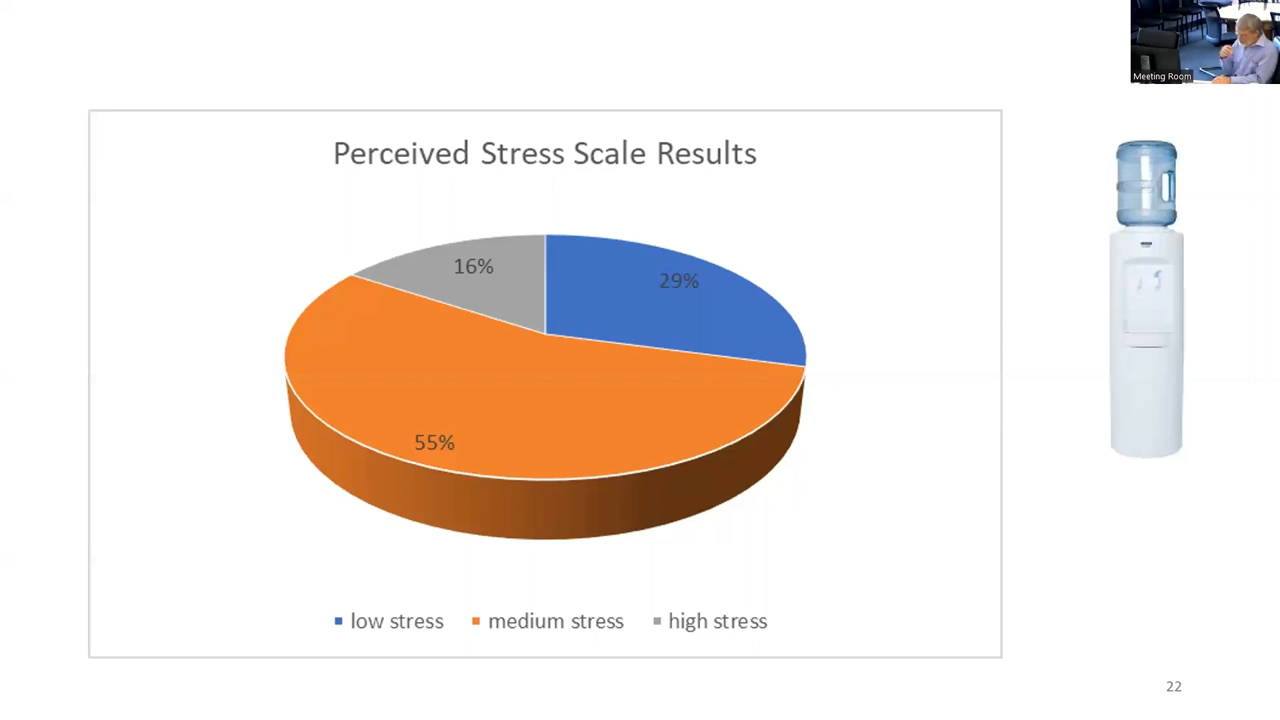 Meeting Room
Perceived Stress Scale Results
16%
29%
55%
low stress medium stress high stress
22